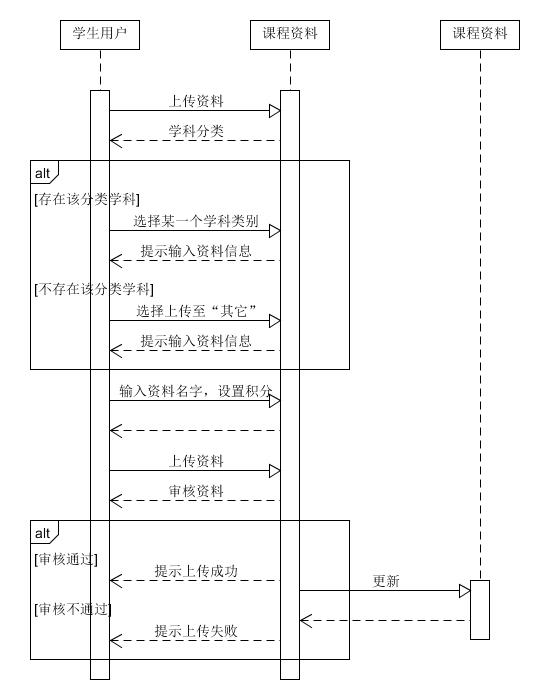 学生用户
课程资料
课程资料
上传资料
学科分类
alt
[存在该分类学科]
选择某一个学科类别
提示输入资料信息
[不存在该分类学科]
选择上传至“其它”
提示输入资料信息
输入资料名字，设置积分
上传资料
审核资料
alt
[审核通过]
提示上传成功
更新
[审核不通过]
提示上传失败